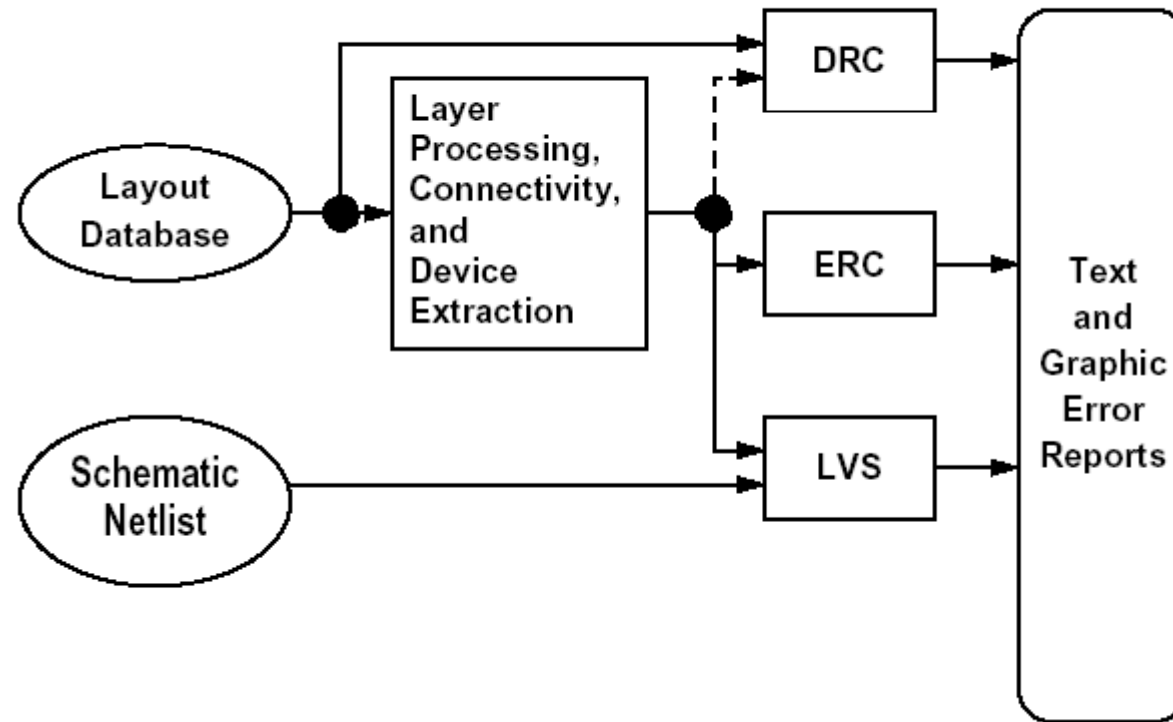 DRC
Layer
Processing,
Connectivity,
and
Device
Extraction
Layout
Database
ERC
Text
and
Graphic
Error
Reports
Schematic
Netlist
LVS